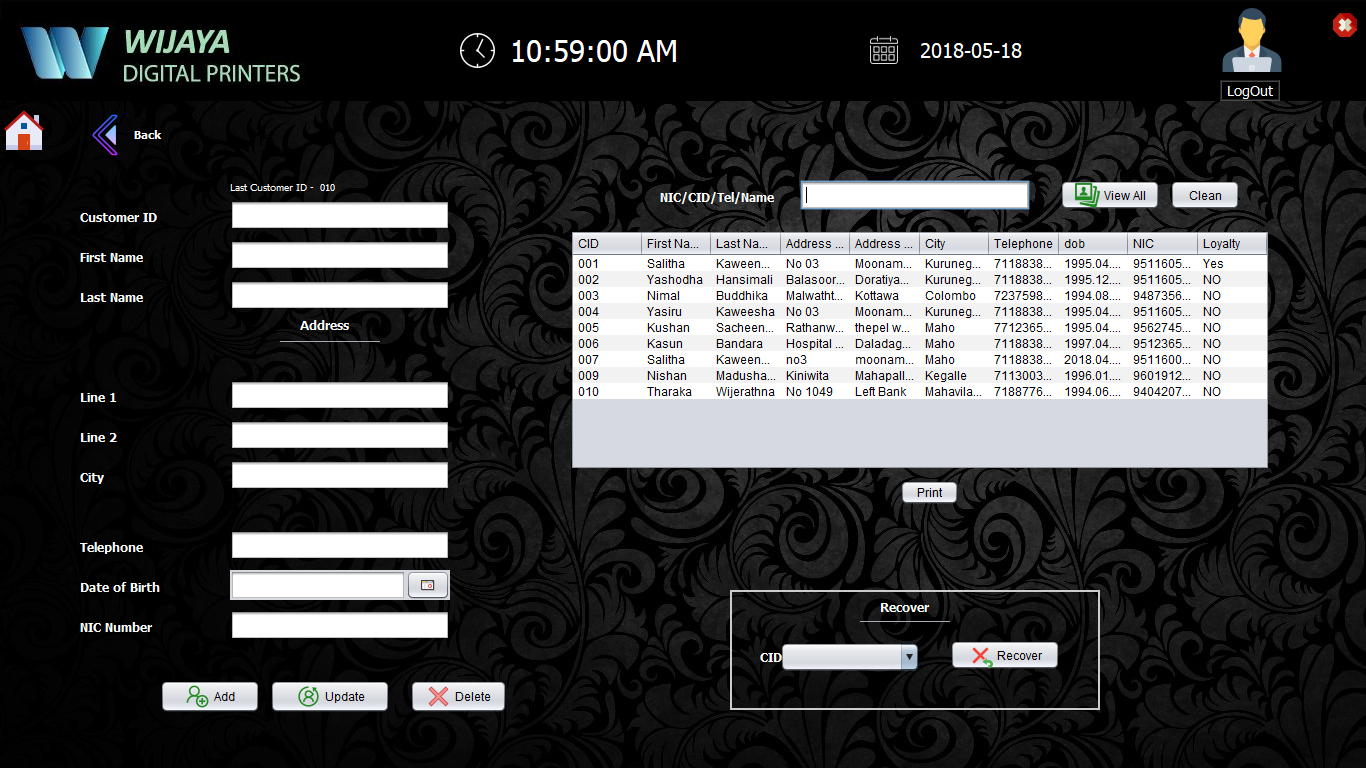 WIJAYA
DIGITAL PRINTERS
10:59:00 AM
2018-05-18
LogOut
Back
Last Customer ID - 010
Customer ID
First Name
Last Name
Address
Line 1
Line 2
City
Telephone
Date of Birth
NIC Number
Add Update Delete
NIC/CID/Tel/Name View All Clean
CID First Na... Last Na... Address ... Address ... City Telephone dob NIC Loyalty
001 Salitha Kaween... No 03 Moonam... Kuruneg... 7118838... 1995.04.... 9511605... Yes
002 Yashodha Hansimali Balasoor... Doratiya... Kuruneg... 7118838... 1995.12.... 9511605... NO
003 Nimal Buddhika Malwatht... Kottawa Colombo 7237598... 1994.08.... 9487356... NO
004 Yasiru Kaweesha No 03 Moonam... Kuruneg... 7118838... 1995.04.... 9511605... NO
005 Kushan Sacheen... Rathanw... thepel w... Maho 7712365... 1995.04.... 9562745... NO
006 Kasun Bandara Hospital ... Daladag... Maho 7118838... 1997.04.... 9512365... NO
007 Salitha Kaween... no3 moonam... Maho 7118838... 2018.04.... 9511600... NO
009 Nishan Madusha... Kiniwita Mahapall... Kegalle 7113003... 1996.01.... 9601912... NO
010 Tharaka Wijerathna No 1049 Left Bank Mahavila... 7188776... 1994.06.... 9404207... NO
Print
Recover
CID Recover